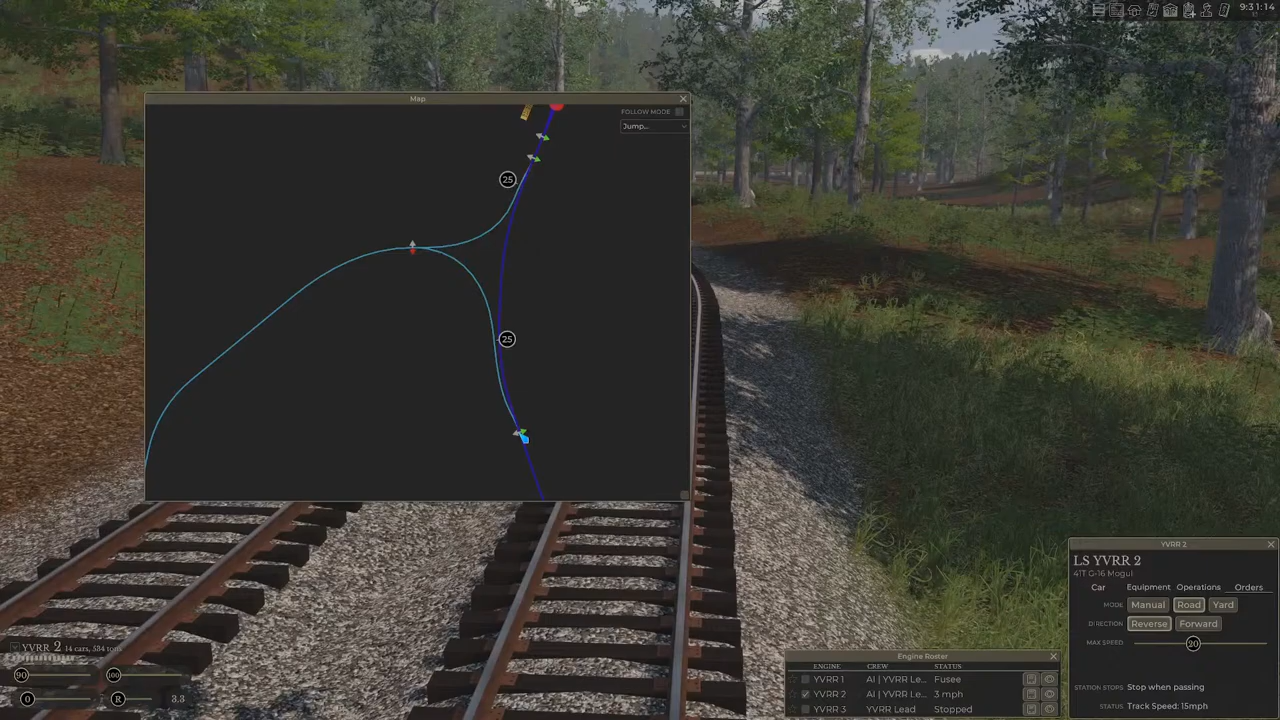 9:31:14
Map
FOLLOW MODE
Jump...
25
25
YVRR 2
LS YVRR 2
41T G-16 Mogul
Car Equipment Operations Orders
MODE Manual Road Yard
DIRECTION Reverse Forward
MAX SPEED 20
STATION STOPS Stop when passing
STATUS Track Speed: 15mph
Engine Roster
ENGINE CREW STATUS
YVRR 1 AI | YVRR Le... Fusee
YVRR 2 AI | YVRR Le... 3 mph
YVRR 3 YVRR Lead Stopped
YVRR 2 14 cars, 534 tons
90 100
0 R 3.3